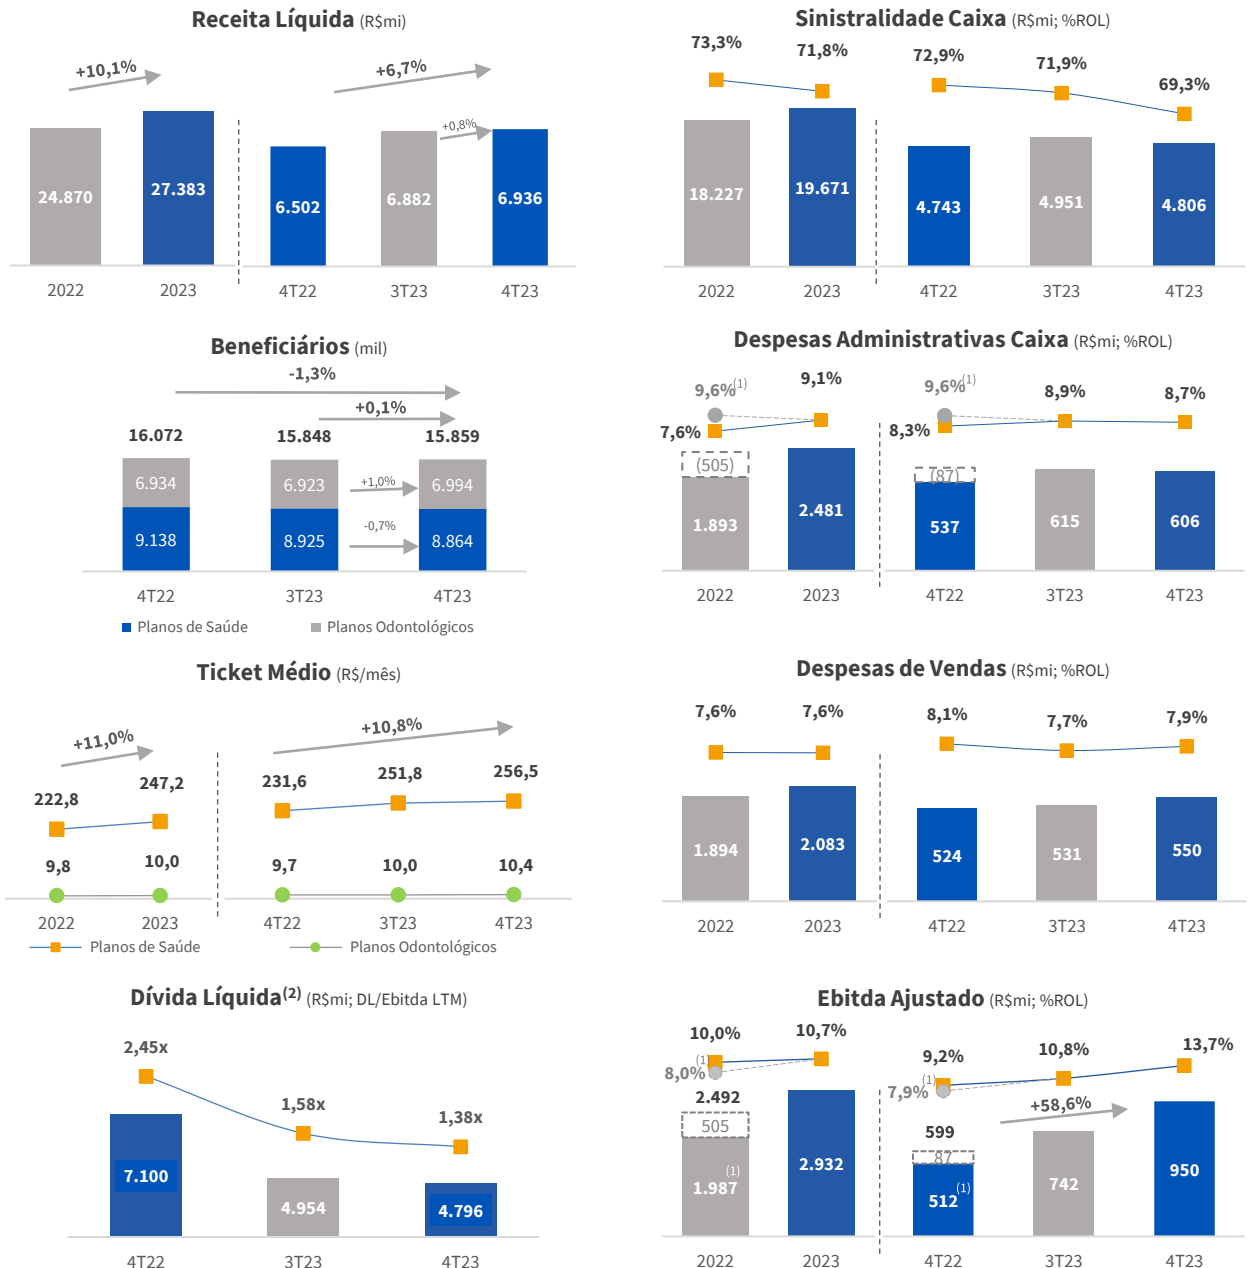 Receita Líquida (R$mi)
+10,1%
+6,7%
+0,8%
24.870
27.383
6.502
6.882
6.936
2022
2023
4T22
3T23
4T23
Sinistralidade Caixa (R$mi; %ROL)
73,3%
71,8%
72,9%
71,9%
69,3%
18.227
19.671
4.743
4.951
4.806
2022
2023
4T22
3T23
4T23
Beneficiários (mil)
-1,3%
+0,1%
16.072
15.848
15.859
6.934
6.923
+1,0%
6.994
9.138
8.925
-0,7%
8.864
4T22
3T23
4T23
Planos de Saúde
Planos Odontológicos
Despesas Administrativas Caixa (R$mi; %ROL)
9,6%(1)
9,1%
9,6%(1)
8,9%
8,7%
7,6%
8,3%
(505)
(87)
1.893
2.481
537
615
606
2022
2023
4T22
3T23
4T23
Ticket Médio (R$/mês)
+11,0%
+10,8%
222,8
247,2
231,6
251,8
256,5
9,8
10,0
9,7
10,0
10,4
2022
2023
4T22
3T23
4T23
Planos de Saúde
Planos Odontológicos
Despesas de Vendas (R$mi; %ROL)
7,6%
7,6%
8,1%
7,7%
7,9%
1.894
2.083
524
531
550
2022
2023
4T22
3T23
4T23
Dívida Líquida(2) (R$mi; DL/Ebitda LTM)
2,45x
1,58x
1,38x
7.100
4.954
4.796
4T22
3T23
4T23
Ebitda Ajustado (R$mi; %ROL)
10,0%
10,7%
9,2%
10,8%
13,7%
(1)
8,0%
(1)
7,9%
2.492
+58,6%
505
599
87
1.987(1)
2.932
512(1)
742
950
2022
2023
4T22
3T23
4T23